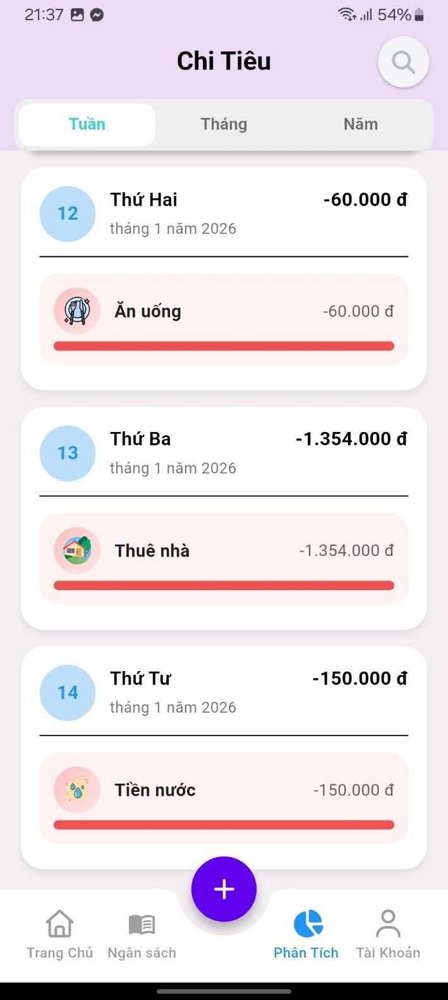 21:37
54%
Chi Tiêu
Tuần Tháng Năm
12 Thứ Hai -60.000 đ
tháng 1 năm 2026
Ăn uống -60.000 đ
13 Thứ Ba -1.354.000 đ
tháng 1 năm 2026
Thuê nhà -1.354.000 đ
14 Thứ Tư -150.000 đ
tháng 1 năm 2026
Tiền nước -150.000 đ
Trang Chủ Ngân sách Phân Tích Tài Khoản